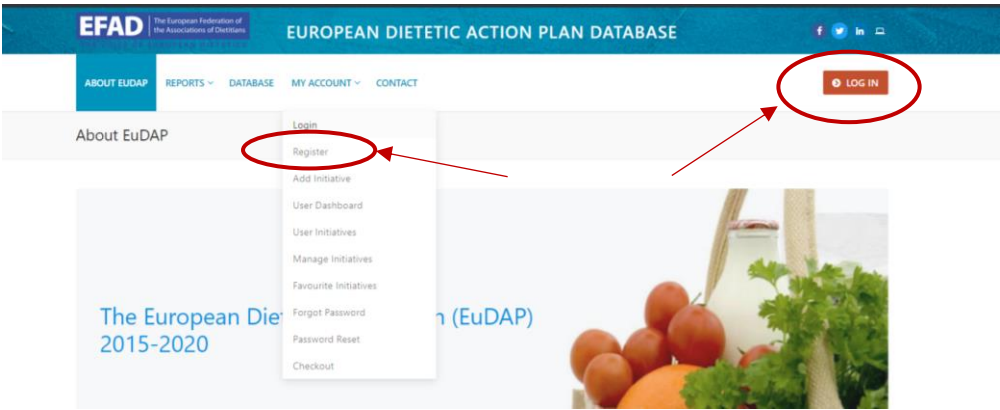 EFAD
The European Federation of
the Associations of Dietitians
EUROPEAN DIETETIC ACTION PLAN DATABASE
ABOUT EUDAP
REPORTS
DATABASE
MY ACCOUNT
CONTACT
LOG IN
About EuDAP
Login
Register
Add Initiative
User Dashboard
User Initiatives
Manage Initiatives
Favourite Initiatives
Forgot Password
Password Reset
Checkout
The European Die
n (EuDAP)
2015-2020